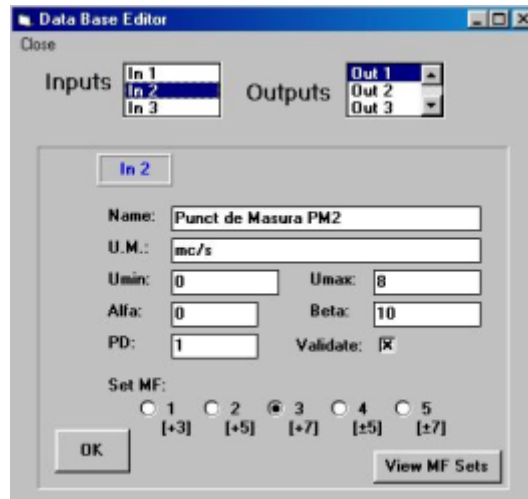 Data Base Editor
Close
Inputs
In 1
In 2
In 3
Outputs
Out 1
Out 2
Out 3
In 2
Name: Punct de Masura PM2
U.M.: mc/s
Umin: 0 Umax: 8
Alfa: 0 Beta: 10
PD: 1 Validate:
Set MF:
1 2 3 4 5
[+3] [+5] [+7] [±5] [±7]
OK
View MF Sets